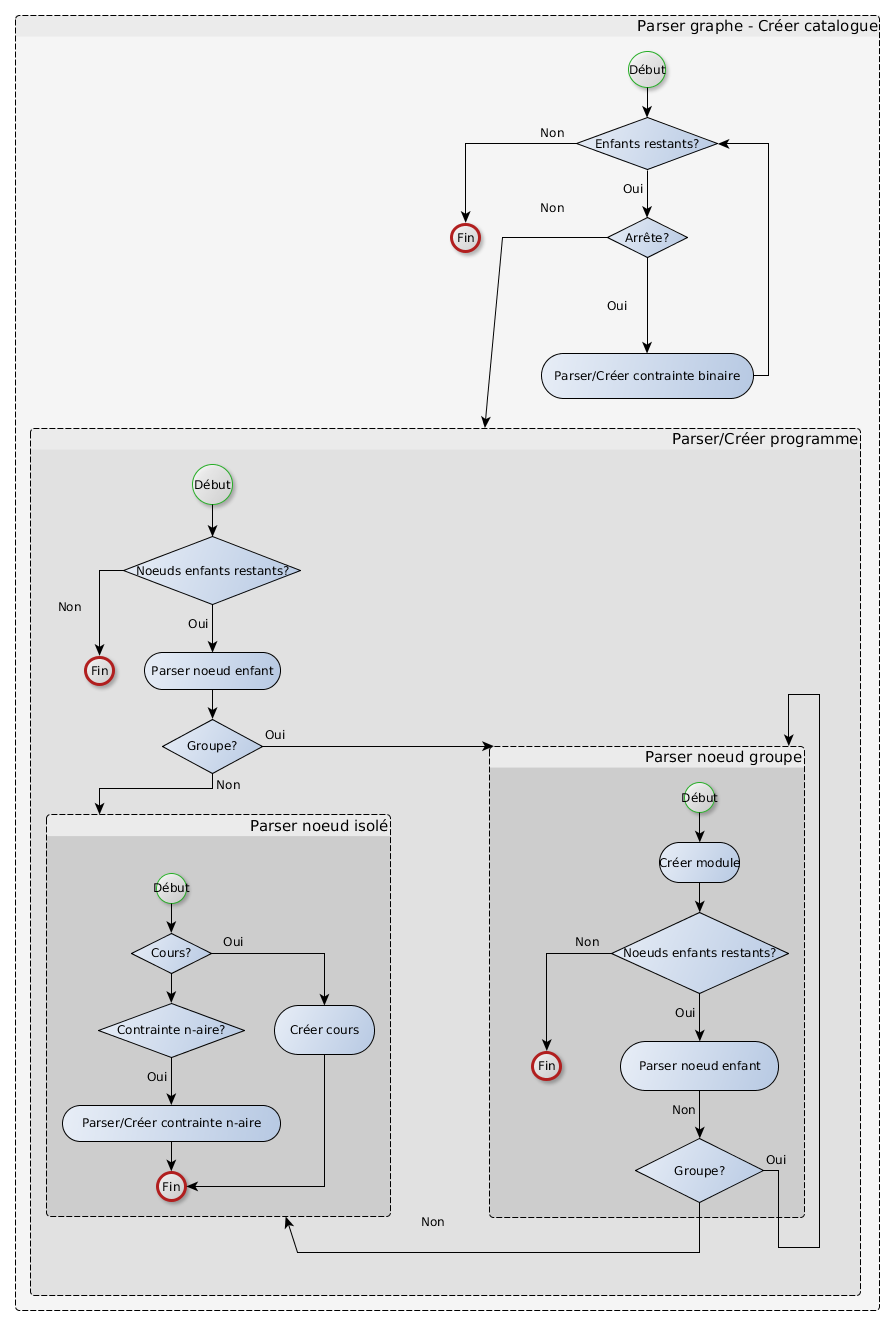 Parser graphe - Créer catalogue
Début
Non
Enfants restants?
Oui
Non
Fin
Arrête?
Oui
Parser/Créer contrainte binaire
Parser/Créer programme
Début
Noeuds enfants restants?
Non
Oui
Fin
Parser noeud enfant
Groupe?
Oui
Non
Parser noeud isolé
Début
Cours?
Oui
Contrainte n-aire?
Créer cours
Oui
Parser/Créer contrainte n-aire
Fin
Parser noeud groupe
Début
Créer module
Non
Noeuds enfants restants?
Oui
Fin
Parser noeud enfant
Non
Groupe?
Oui
Non